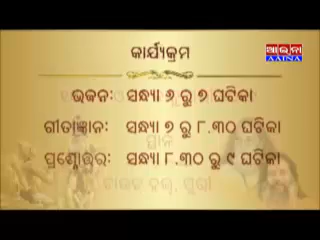 କାର୍ଯ୍ୟକ୍ରମ
ଆଇନା
AAINA
ଭଜନ: ସନ୍ଧ୍ୟା ୬ ରୁ ୭ ଘଟିକା
ଗୀତାଜ୍ଞାନ: ସନ୍ଧ୍ୟା ୭ ରୁ ୮.୩୦ ଘଟିକା
ପ୍ରଶ୍ନୋତ୍ତର: ସନ୍ଧ୍ୟା ୮.୩୦ ରୁ ୯ ଘଟିକା